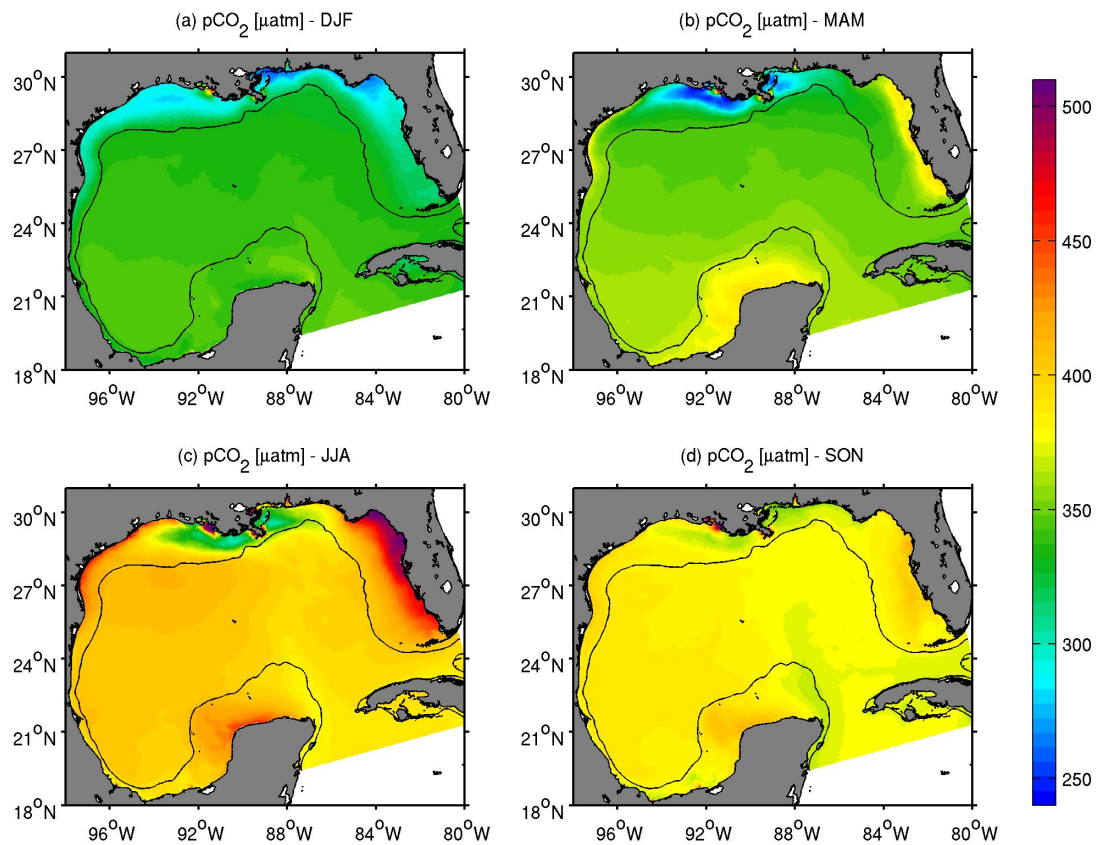 (a) pCO2 [µatm] - DJF
(b) pCO2 [µatm] - MAM
30°N
27°N
24°N
21°N
18°N
96°W 92°W 88°W 84°W 80°W
30°N
27°N
24°N
21°N
18°N
96°W 92°W 88°W 84°W 80°W
(c) pCO2 [µatm] - JJA
(d) pCO2 [µatm] - SON
30°N
27°N
24°N
21°N
18°N
96°W 92°W 88°W 84°W 80°W
30°N
27°N
24°N
21°N
18°N
96°W 92°W 88°W 84°W 80°W
500
450
400
350
300
250